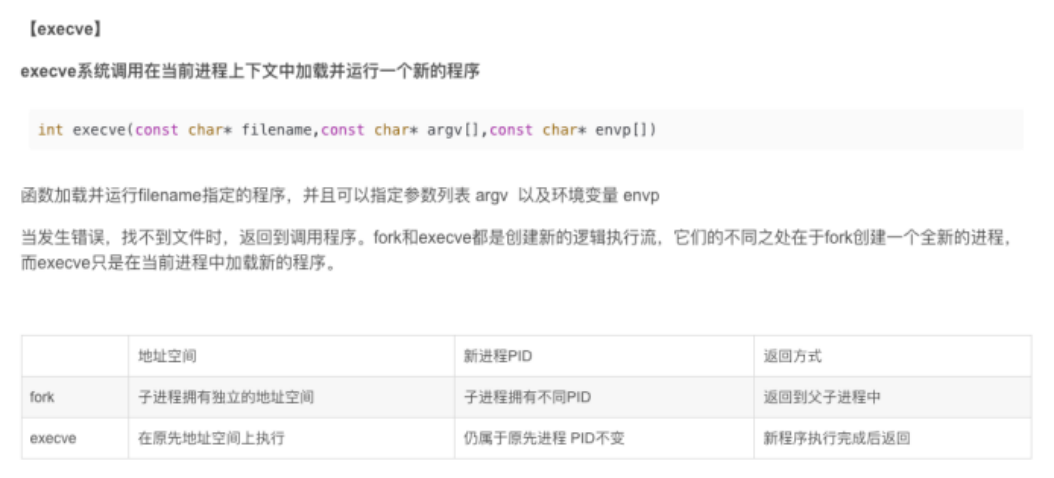 【execve】
execve系统调用在当前进程上下文中加载并运行一个新的程序
int execve(const char* filename,const char* argv[],const char* envp[])
函数加载并运行filename指定的程序，并且可以指定参数列表 argv 以及环境变量 envp
当发生错误，找不到文件时，返回到调用程序。fork和execve都是创建新的逻辑执行流，它们的不同之处在于fork创建一个全新的进程，
而execve只是在当前进程中加载新的程序。
地址空间 新进程PID 返回方式
fork 子进程拥有独立的地址空间 子进程拥有不同PID 返回到父子进程中
execve 在原先地址空间上执行 仍属于原先进程 PID不变 新程序执行完成后返回